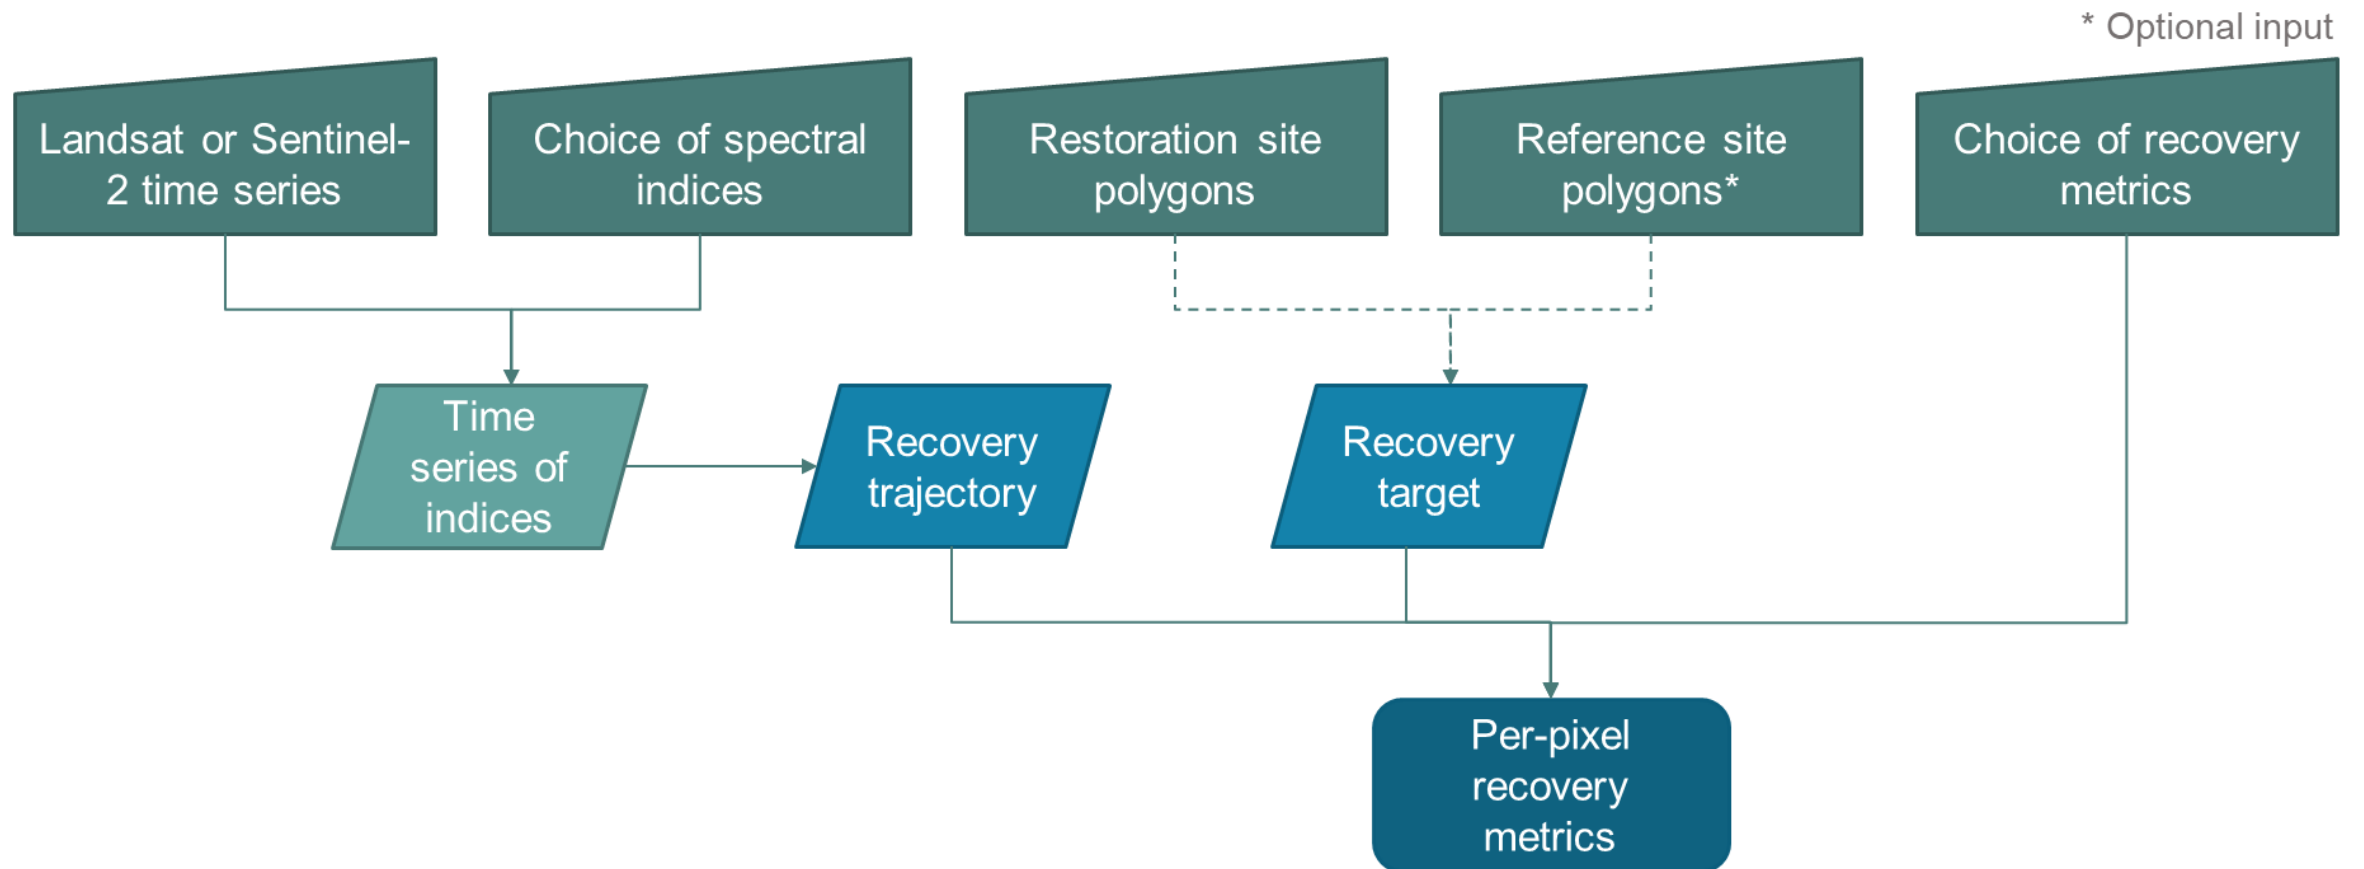 * Optional input
Landsat or Sentinel-
2 time series
Choice of spectral
indices
Restoration site
polygons
Reference site
polygons*
Choice of recovery
metrics
Time
series of
indices
Recovery
trajectory
Recovery
target
Per-pixel
recovery
metrics